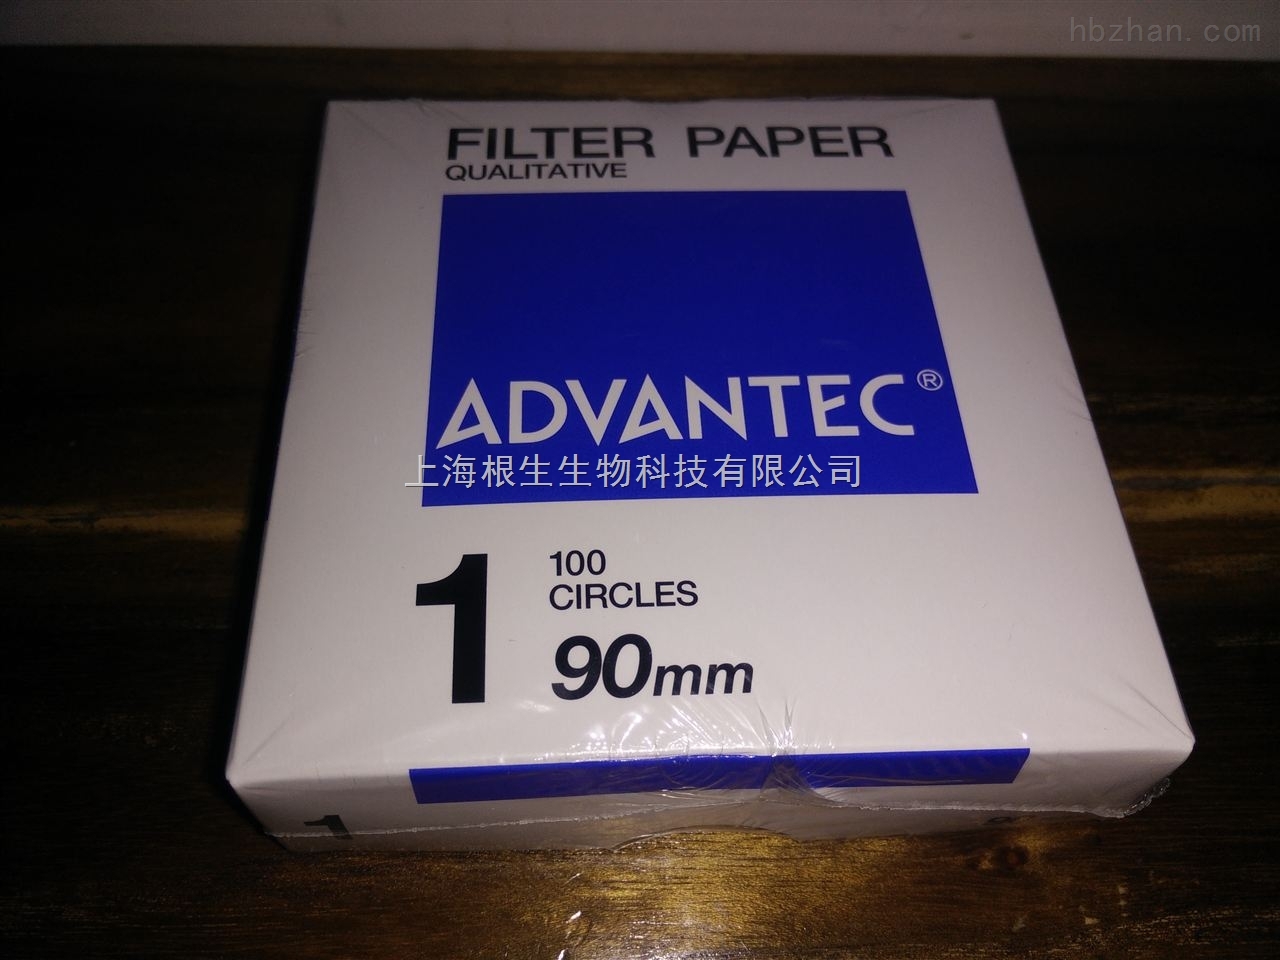 hbzhan.com
FILTER PAPER
QUALITATIVE
ADVANTEC®
上海根生生物科技有限公司
1
100
CIRCLES
90mm
1